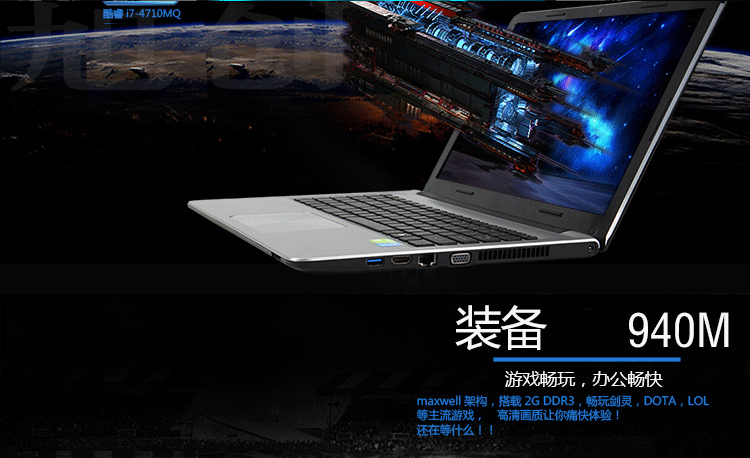 酷睿 i7-4710MQ
装备 940M
游戏畅玩，办公畅快
maxwell 架构，搭载 2G DDR3，畅玩剑灵，DOTA，LOL
等主流游戏， 高清画质让你痛快体验！
还在等什么！！